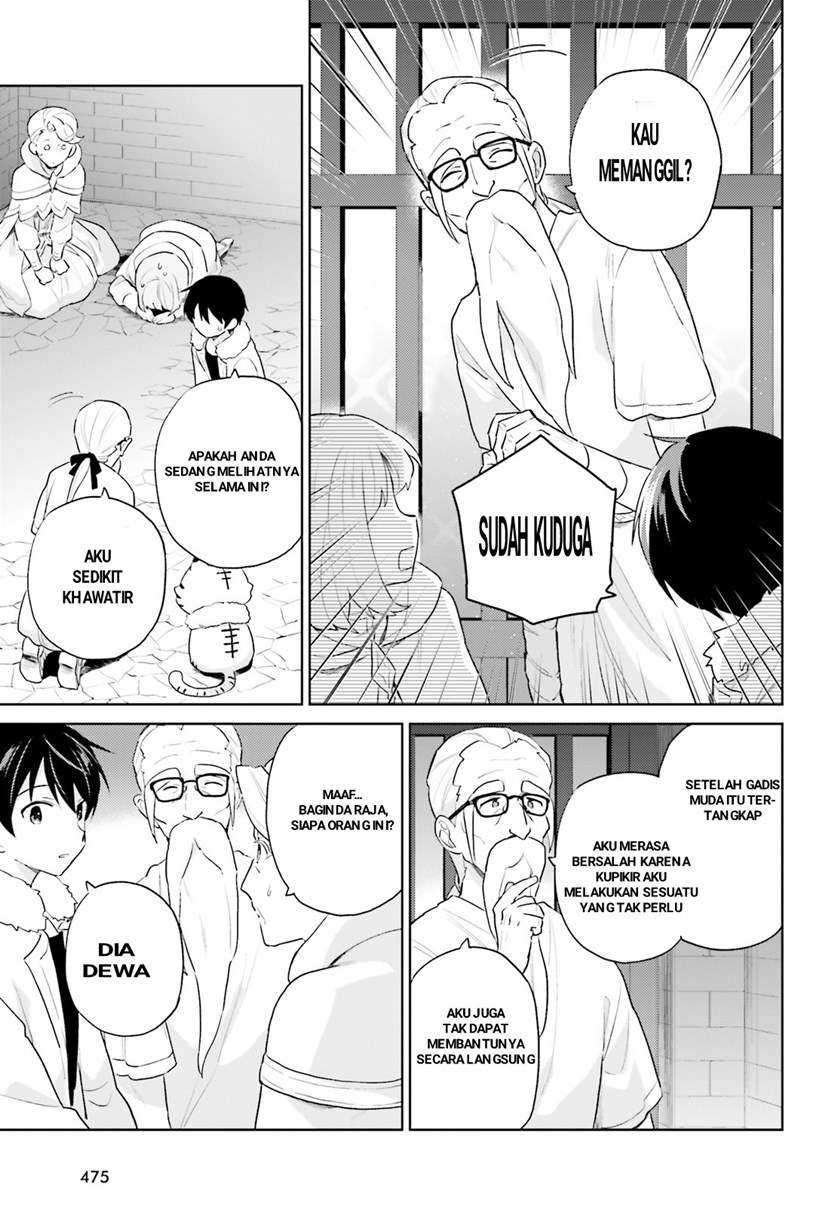 KAU
MEMANGGIL?
SUDAH KUDUGA
APAKAH ANDA
SEDANG MELIHATNYA
SELAMA INI?
AKU
SEDIKIT
KHAWATIR
SETELAH GADIS
MUDA ITU TER-
TANGKAP
AKU MERASA
BERSALAH KARENA
KUPIKIR AKU
MELAKUKAN SESUATU
YANG TAK PERLU
AKU JUGA
TAK DAPAT
MEMBANTUNYA
SECARA LANGSUNG
MAAF...
BAGINDA RAJA,
SIAPA ORANG INI?
DIA
DEWA
475